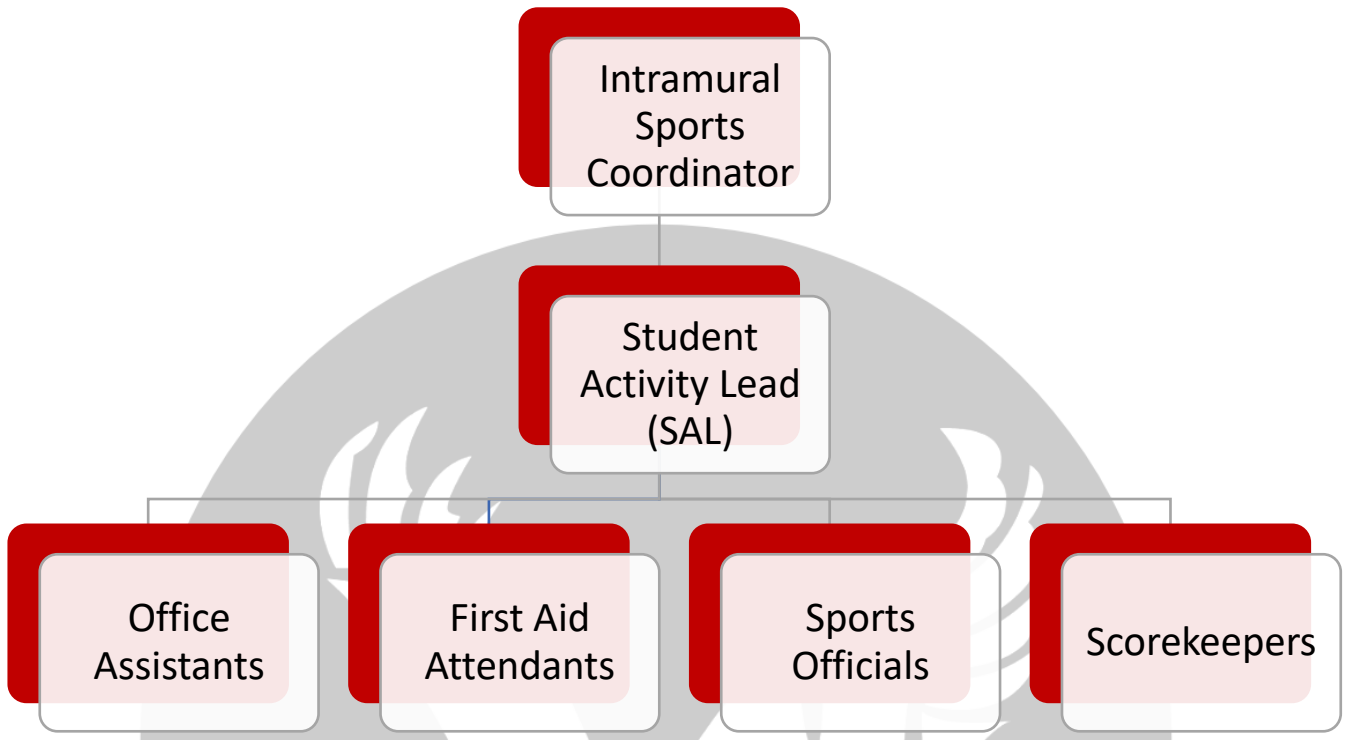 Intramural
Sports
Coordinator
Student
Activity Lead
(SAL)
Office
Assistants
First Aid
Attendants
Sports
Officials
Scorekeepers